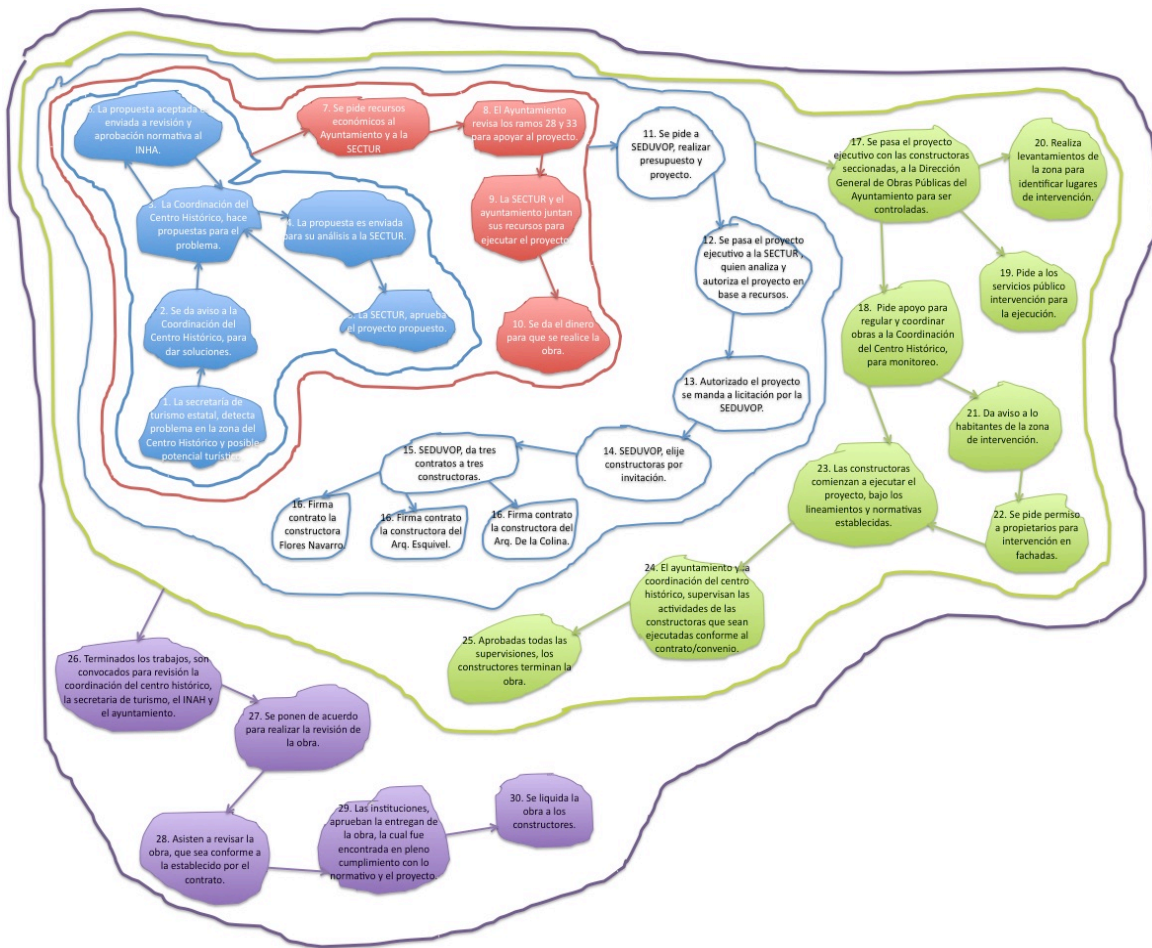 1. La secretaría de
turismo estatal, detecta
problema en la zona del
Centro Histórico y posible
potencial turístico.
2. Se da aviso a la
Coordinación del
Centro Histórico, para
dar soluciones.
3. La Coordinación del
Centro Histórico, hace
propuestas para el
problema.
4. La propuesta es enviada
para su análisis a la SECTUR.
La SECTUR, aprueba
el proyecto propuesto.
La propuesta aceptada
enviada a revisión y
aprobación normativa al
INHA.
7. Se pide recursos
económicos al
Ayuntamiento y a la
SECTUR
8. El Ayuntamiento
revisa los ramos 28 y 33
para apoyar al proyecto.
9. La SECTUR y el
ayuntamiento juntan
sus recursos para
ejecutar el proyecto
10. Se da el dinero
para que se realice la
obra.
11. Se pide a
SEDUVOP, realizar
presupuesto y
proyecto.
12. Se pasa el proyecto
ejecutivo a la SECTUR ,
quien analiza y
autoriza el proyecto en
base a recursos.
13. Autorizado el proyecto
se manda a licitación por la
SEDUVOP.
14. SEDUVOP, elije
constructoras por
invitación.
15. SEDUVOP, da tres
contratos a tres
constructoras.
16. Firma
contrato la
constructora
Flores Navarro.
16. Firma contrato
la constructora del
Arq. Esquivel.
16. Firma contrato
la constructora del
Arq. De la Colina.
17. Se pasa el proyecto
ejecutivo con las constructoras
seccionadas, a la Dirección
General de Obras Públicas del
Ayuntamiento para ser
controladas.
18. Pide apoyo para
regular y coordinar
obras a la Coordinación
del Centro Histórico,
para monitoreo.
19. Pide a los
servicios público
intervención para
la ejecución.
20. Realiza
levantamientos de
la zona para
identificar lugares
de intervención.
21. Da aviso a lo
habitantes de la zona
de intervención.
22. Se pide permiso
a propietarios para
intervención en
fachadas.
23. Las constructoras
comienzan a ejecutar el
proyecto, bajo los
lineamientos y normativas
establecidas.
24. El ayuntamiento y la
coordinación del centro
histórico, supervisan las
actividades de las
constructoras que sean
ejecutadas conforme al
contrato/convenio.
25. Aprobadas todas las
supervisiones, los
constructores terminan la
obra.
26. Terminados los trabajos, son
convocados para revisión la
coordinación del centro histórico,
la secretaria de turismo, el INAH y
el ayuntamiento.
27. Se ponen de acuerdo
para realizar la revisión de
la obra.
28. Asisten a revisar la
obra, que sea conforme a
la establecido por el
contrato.
29. Las instituciones,
aprueban la entregan de
la obra, la cual fue
encontrada en pleno
cumplimiento con lo
normativo y el proyecto.
30. Se liquida la
obra a los
constructores.